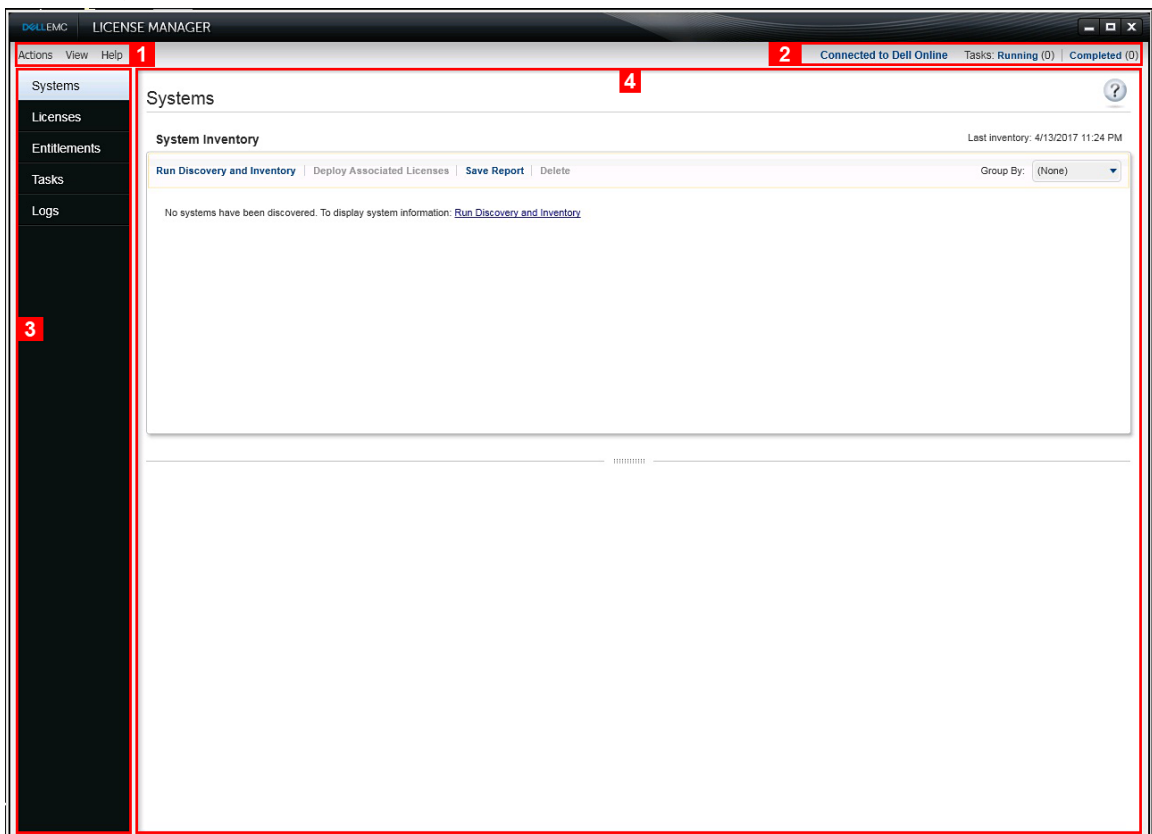 DELLEMC LICENSE MANAGER
Actions View Help 1 2 Connected to Dell Online Tasks: Running (0) Completed (0)
Systems
Licenses
Entitlements
Tasks
Logs
3
4
Systems ?
System Inventory Last inventory: 4/13/2017 11:24 PM
Run Discovery and Inventory Deploy Associated Licenses Save Report Delete Group By: (None)
No systems have been discovered. To display system information: Run Discovery and Inventory